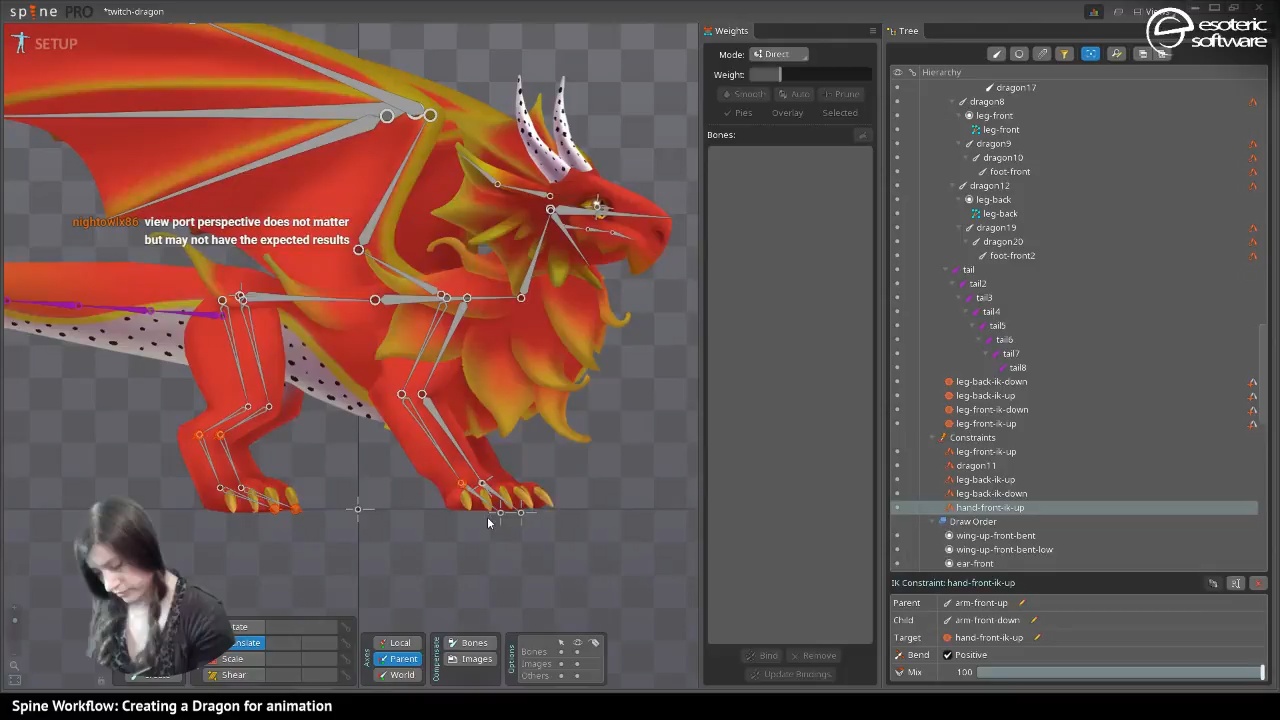 spine PRO
*twitch-dragon
Views
esoteric
software
SETUP
Weights
Tree
Mode:
Direct
Weight:
Smooth
Auto
Prune
Pies
Overlay
Selected
Bones:
Hierarchy
dragon17
dragon8
leg-front
leg-front
dragon9
dragon10
foot-front
dragon12
leg-back
leg-back
dragon19
dragon20
foot-front2
tail
tail2
tail3
tail4
tail5
tail6
tail7
tail8
leg-back-ik-down
leg-back-ik-up
leg-front-ik-down
leg-front-ik-up
Constraints
leg-front-ik-up
dragon11
leg-back-ik-up
leg-back-ik-down
hand-front-ik-up
Draw Order
wing-up-front-bent
wing-up-front-bent-low
ear-front
nightowlx86 view port perspective does not matter
but may not have the expected results
IK Constraint: hand-front-ik-up
Parent
arm-front-up
Child
arm-front-down
Target
hand-front-ik-up
Bend
Positive
Mix
100
Scale
Shear
Axes
Local
Parent
World
Compensate
Bones
Images
Options
Bones
Images
Others
Bind
Remove
Update Bindings
Spine Workflow: Creating a Dragon for animation